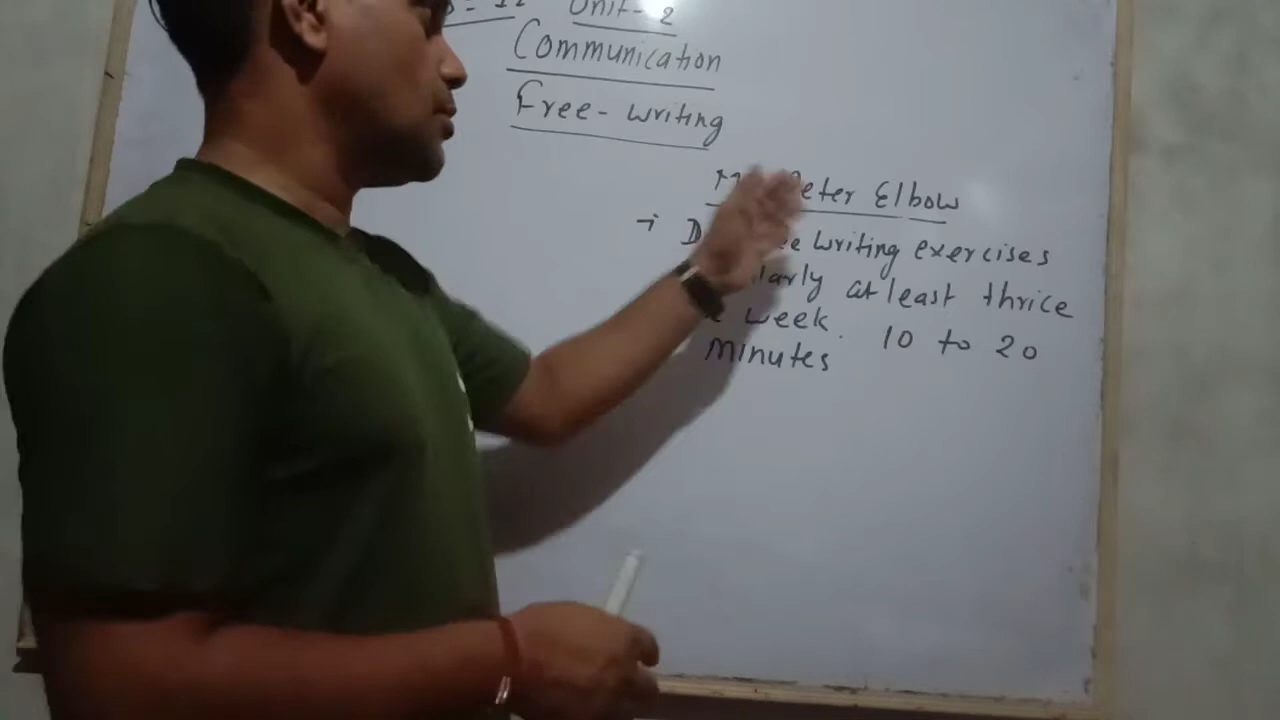 Unit-2
Communication
Free-writing
Peter Elbow
writing exercises
at least thrice
week. 10 to 20
minutes